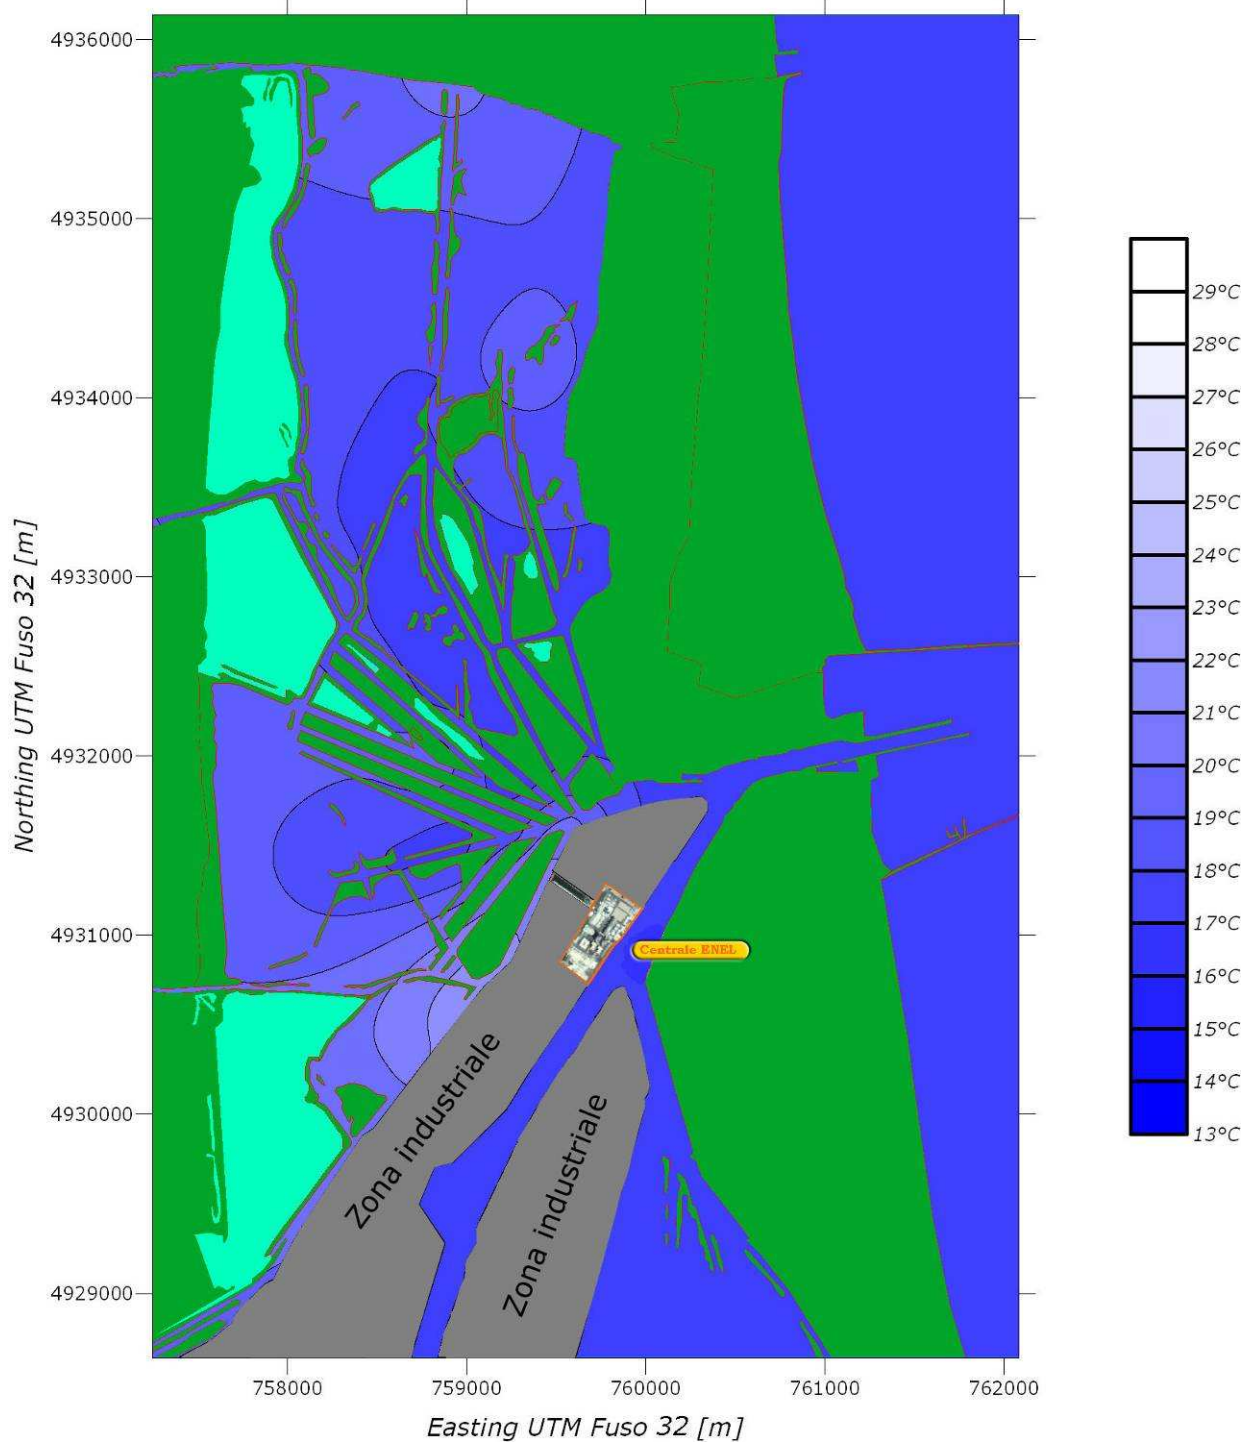 4936000
4935000
4934000
4933000
4932000
4931000
4930000
4929000
Northing UTM Fuso 32 [m]
758000
759000
760000
761000
762000
Easting UTM Fuso 32 [m]
Centrale ENEL
Zona industriale
Zona industriale
29°C
28°C
27°C
26°C
25°C
24°C
23°C
22°C
21°C
20°C
19°C
18°C
17°C
16°C
15°C
14°C
13°C